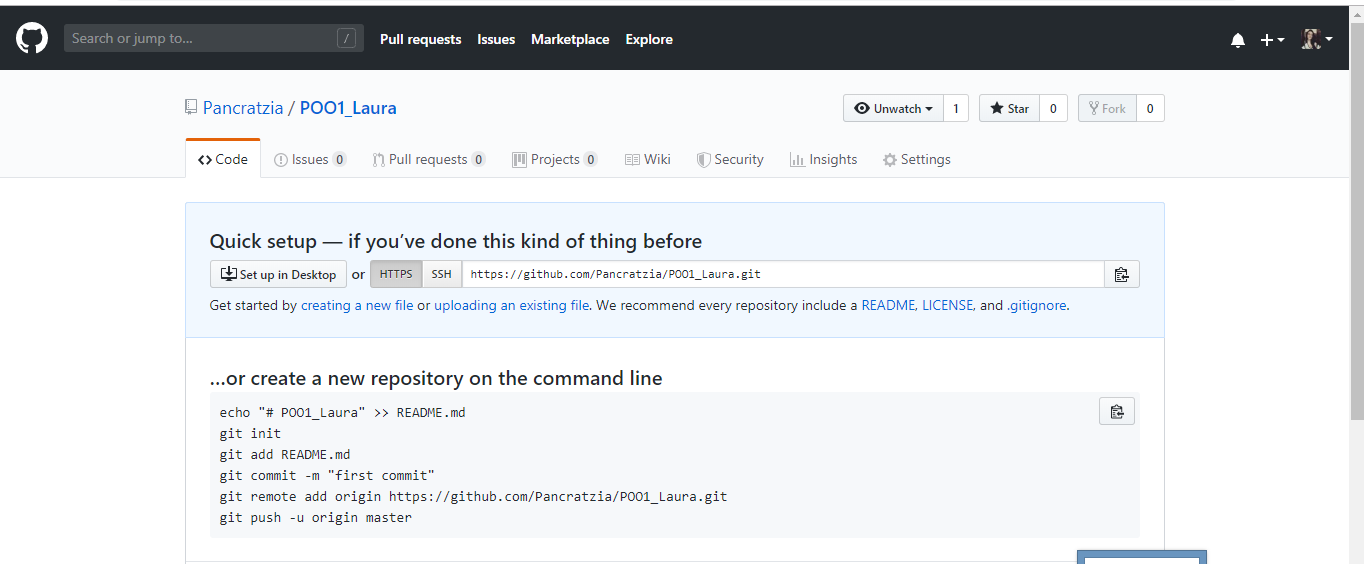 Search or jump to... / Pull requests Issues Marketplace Explore
Pancratzia / POO1_Laura Unwatch 1 Star 0 Fork 0
Code Issues 0 Pull requests 0 Projects 0 Wiki Security Insights Settings
Quick setup — if you’ve done this kind of thing before
Set up in Desktop or HTTPS SSH https://github.com/Pancratzia/POO1_Laura.git
Get started by creating a new file or uploading an existing file. We recommend every repository include a README, LICENSE, and .gitignore.
…or create a new repository on the command line
echo "# POO1_Laura" >> README.md
git init
git add README.md
git commit -m "first commit"
git remote add origin https://github.com/Pancratzia/POO1_Laura.git
git push -u origin master